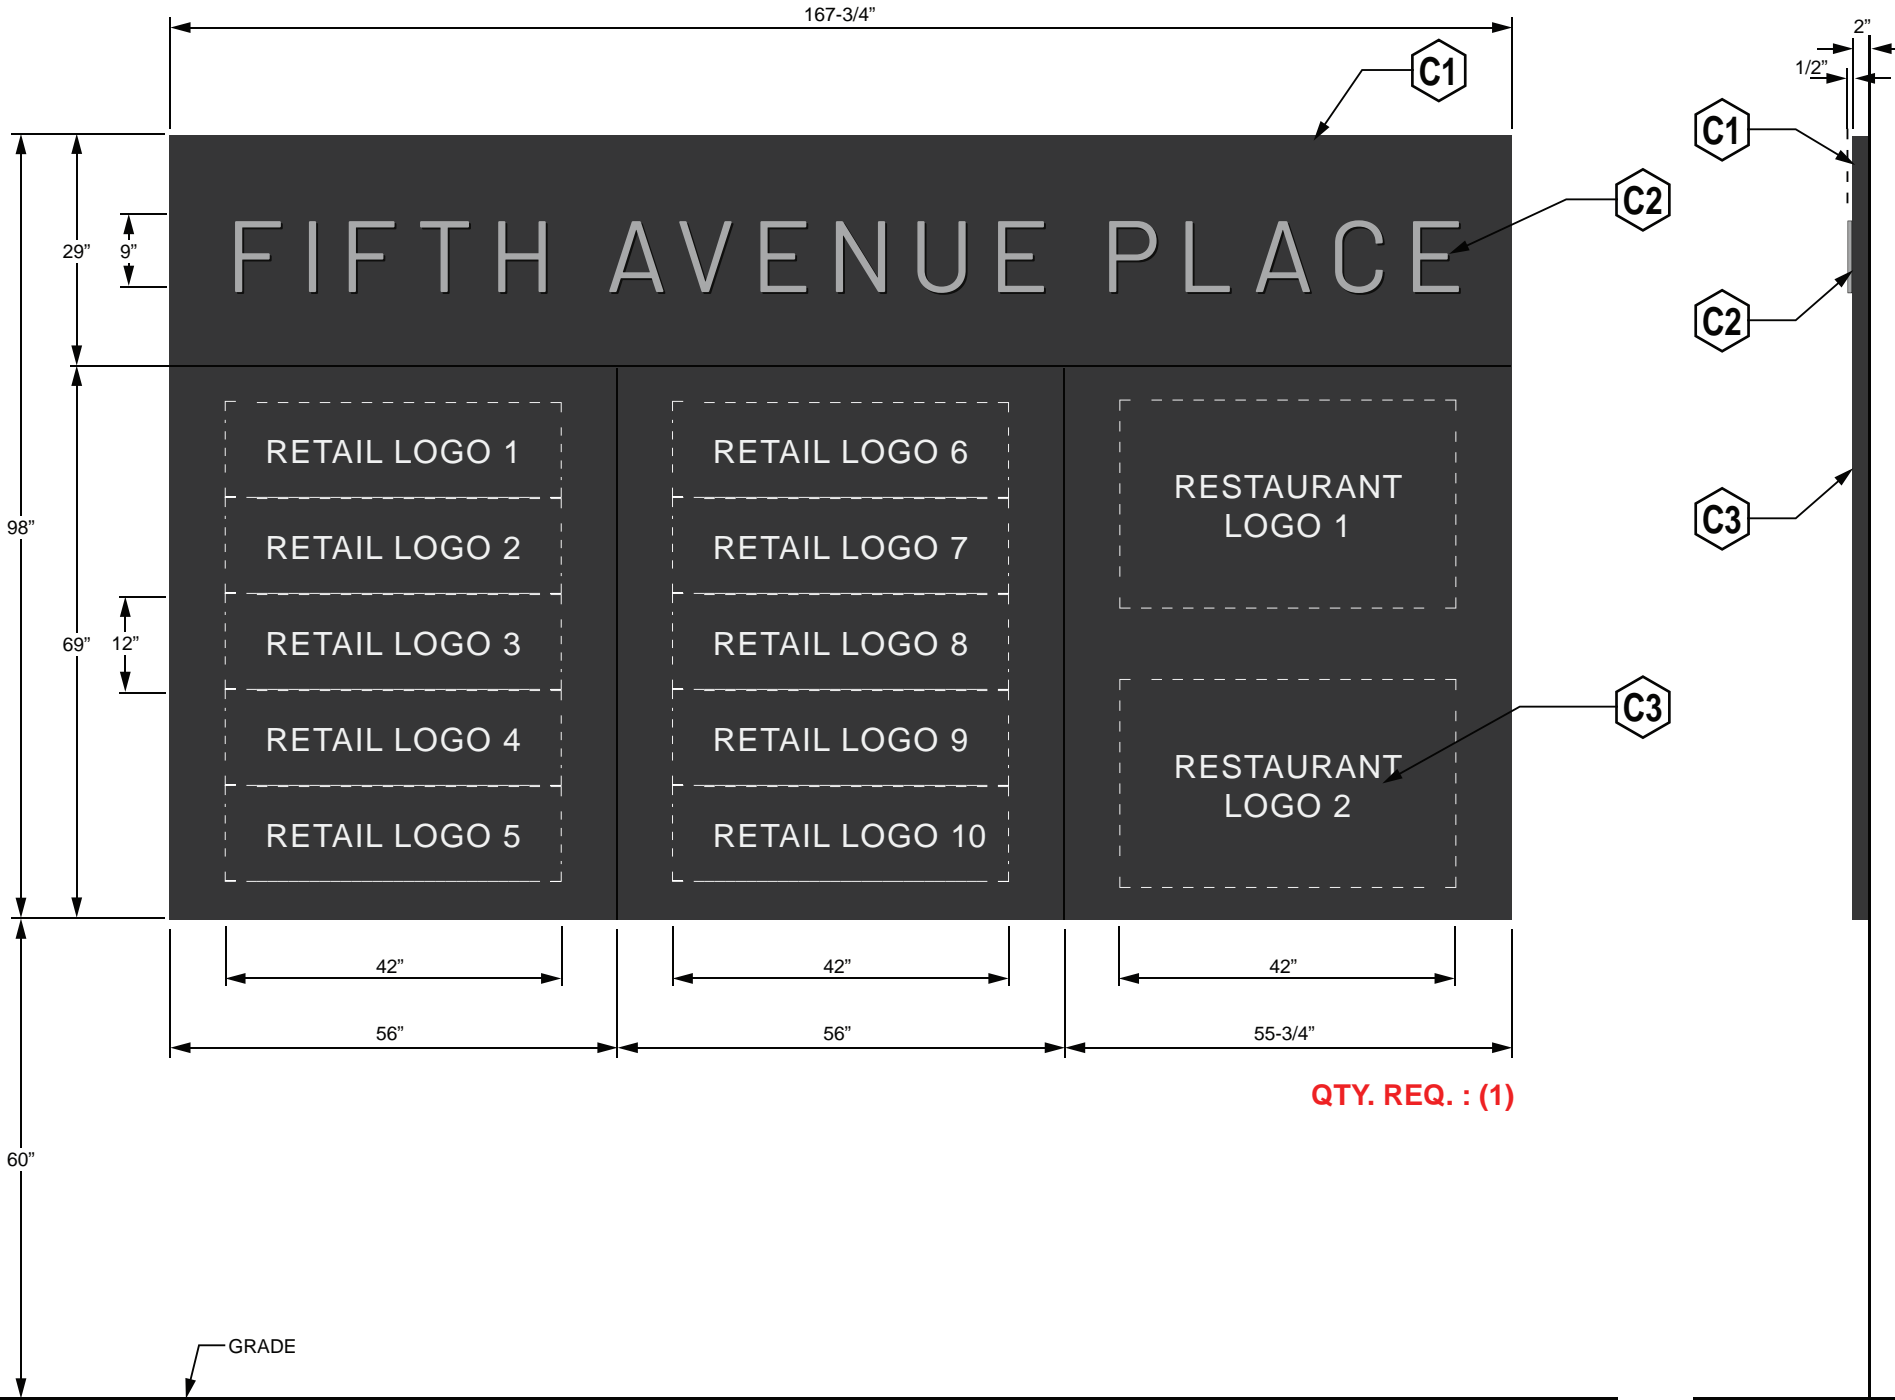 167-3/4”
2”
1/2”
C1
C1
C2
29”
9”
FIFTH AVENUE PLACE
C2
RETAIL LOGO 1
RETAIL LOGO 6
RESTAURANT
LOGO 1
98”
RETAIL LOGO 2
RETAIL LOGO 7
C3
69”
12”
RETAIL LOGO 3
RETAIL LOGO 8
C3
RETAIL LOGO 4
RETAIL LOGO 9
RESTAURANT
LOGO 2
RETAIL LOGO 5
RETAIL LOGO 10
42”
42”
42”
56”
56”
55-3/4”
QTY. REQ. : (1)
60”
GRADE